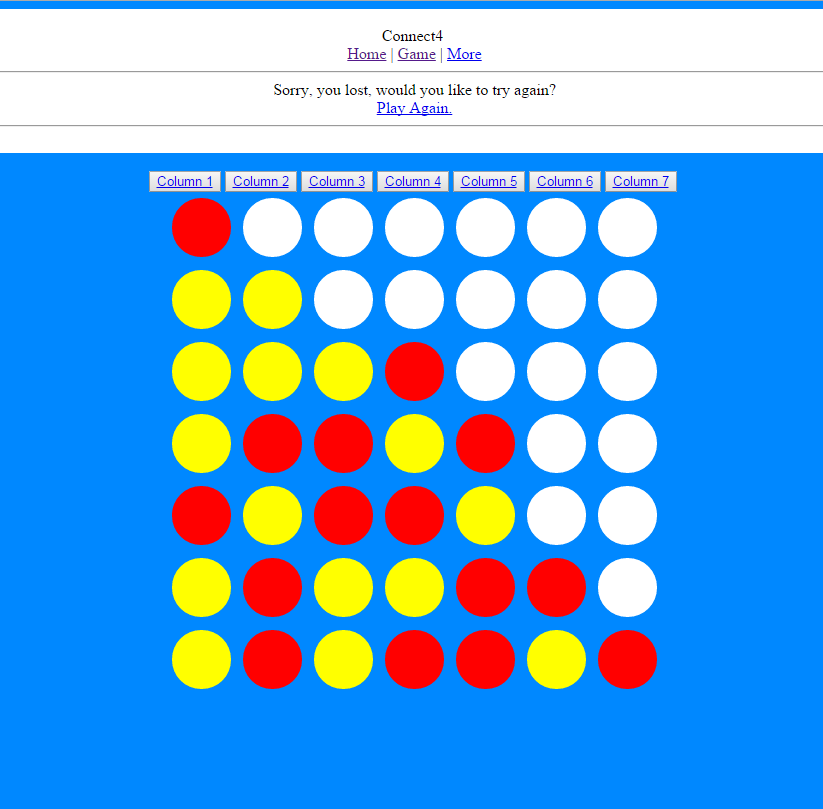 Connect4
Home | Game | More
Sorry, you lost, would you like to try again?
Play Again.
Column 1 Column 2 Column 3 Column 4 Column 5 Column 6 Column 7